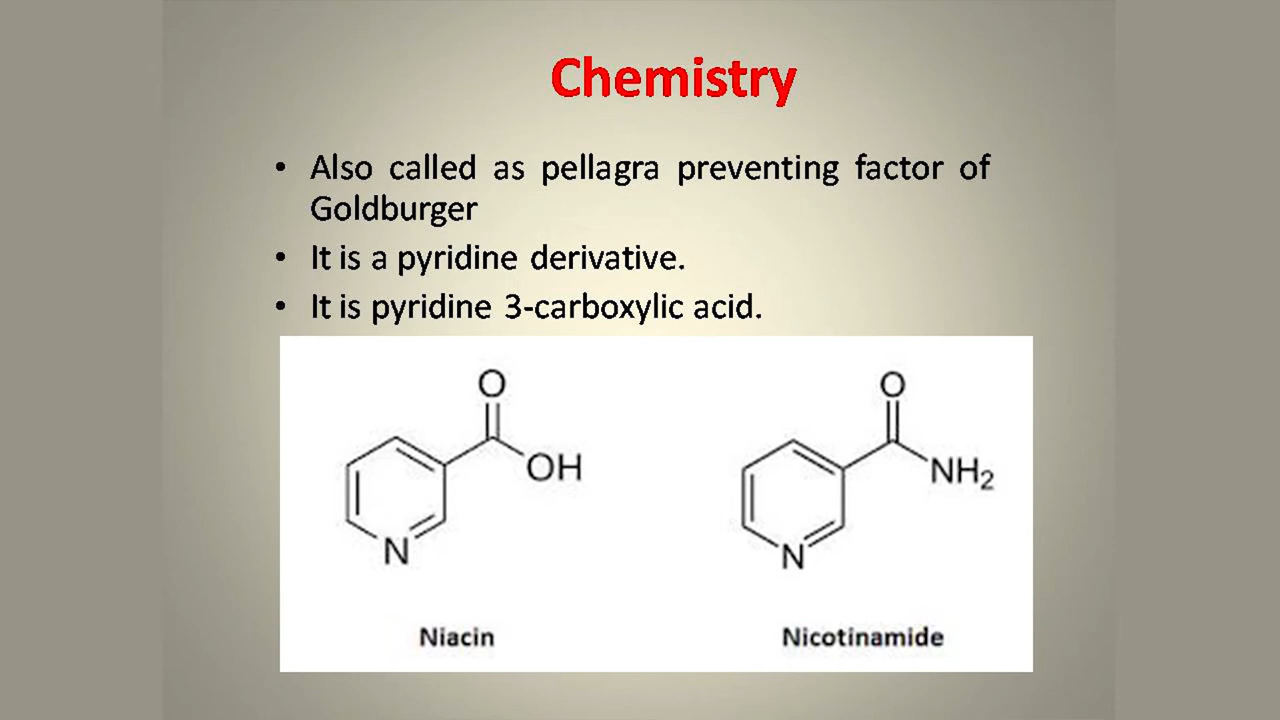 Chemistry
• Also called as pellagra preventing factor of
Goldburger
• It is a pyridine derivative.
• It is pyridine 3-carboxylic acid.
O
OH
N
Niacin
O
NH₂
N
Nicotinamide